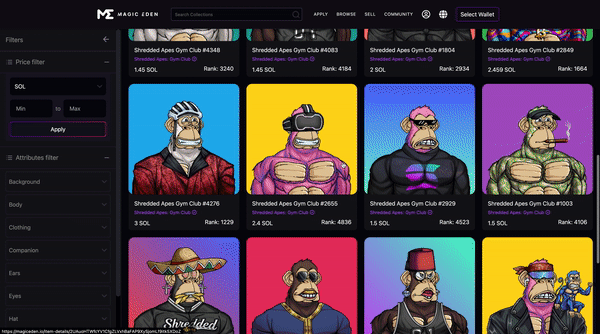 MAGIC EDEN
Search Collections
APPLY BROWSE SELL COMMUNITY
Select Wallet
Filters
Price filter
SOL
Min to Max
Apply
Attributes filter
Background
Body
Clothing
Companion
Ears
Eyes
Hat
Shredded Apes Gym Club #4348
Shredded Apes: Gym Club
1.45 SOL Rank: 3240
Shredded Apes Gym Club #4083
Shredded Apes: Gym Club
1.45 SOL Rank: 4184
Shredded Apes Gym Club #1804
Shredded Apes: Gym Club
2 SOL Rank: 2934
Shredded Apes Gym Club #2849
Shredded Apes: Gym Club
2.459 SOL Rank: 1664
Shredded Apes Gym Club #4276
Shredded Apes: Gym Club
3 SOL Rank: 1229
Shredded Apes Gym Club #2655
Shredded Apes: Gym Club
2.4 SOL Rank: 4836
Shredded Apes Gym Club #2929
Shredded Apes: Gym Club
1.5 SOL Rank: 4523
Shredded Apes Gym Club #1003
Shredded Apes: Gym Club
1.5 SOL Rank: 4106
Shredded